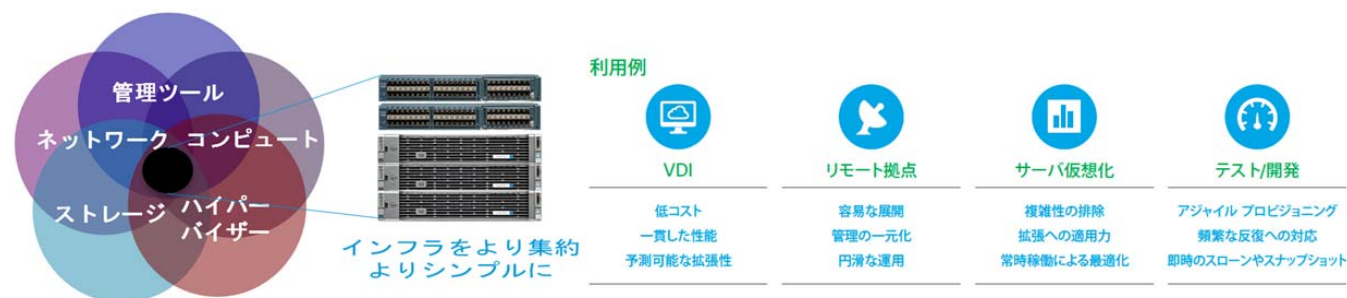 管理ツール
ネットワーク コンピュート
ストレージ ハイパー
バイザー
インフラをより集約
よりシンプルに
利用例
VDI
低コスト
一貫した性能
予測可能な拡張性
リモート拠点
容易な展開
管理の一元化
円滑な運用
サーバ仮想化
複雑性の排除
拡張への適用力
常時稼働による最適化
テスト/開発
アジャイル プロビジョニング
頻繁な反復への対応
即時のスローンやスナップショット